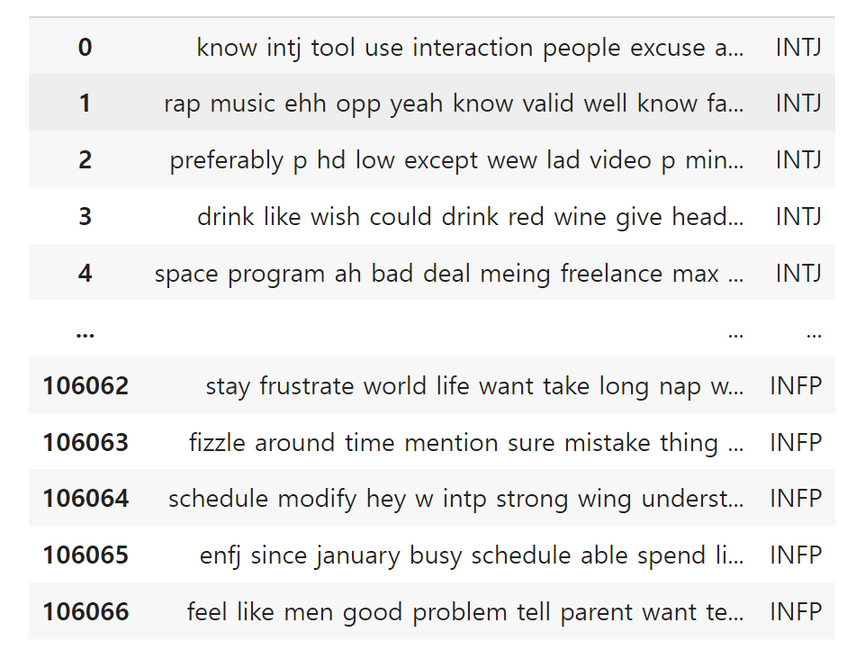 0 know intj tool use interaction people excuse a... INTJ
1 rap music ehh opp yeah know valid well know fa... INTJ
2 preferably p hd low except wew lad video p min... INTJ
3 drink like wish could drink red wine give head... INTJ
4 space program ah bad deal meing freelance max ... INTJ
... ... ...
106062 stay frustrate world life want take long nap w... INFP
106063 fizzle around time mention sure mistake thing ... INFP
106064 schedule modify hey w intp strong wing underst... INFP
106065 enfj since january busy schedule able spend li... INFP
106066 feel like men good problem tell parent want te... INFP